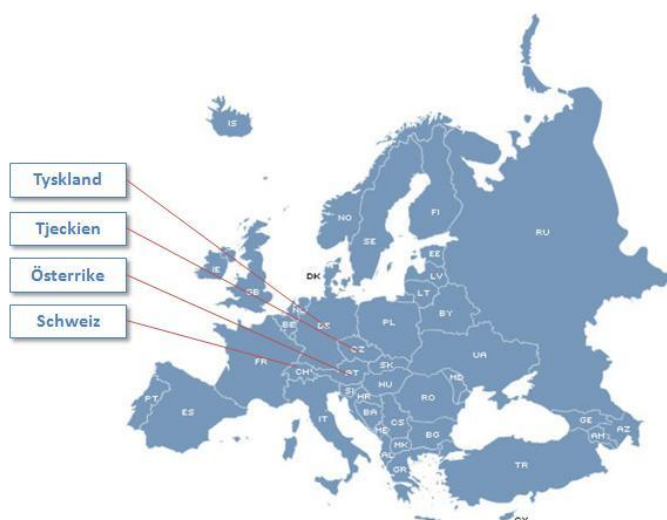 IS
Tyskland
Tjeckien
Österrike
Schweiz
NO
SE
FI
RU
DK
EE
LV
LT
IE
GB
NL
BE
DE
PL
BY
CZ
SK
UA
FR
CH
AT
HU
MD
SI
HR
RO
PT
ES
IT
BA
CS
ME
BG
MK
AL
GR
GE
AM
AZ
TR
CY